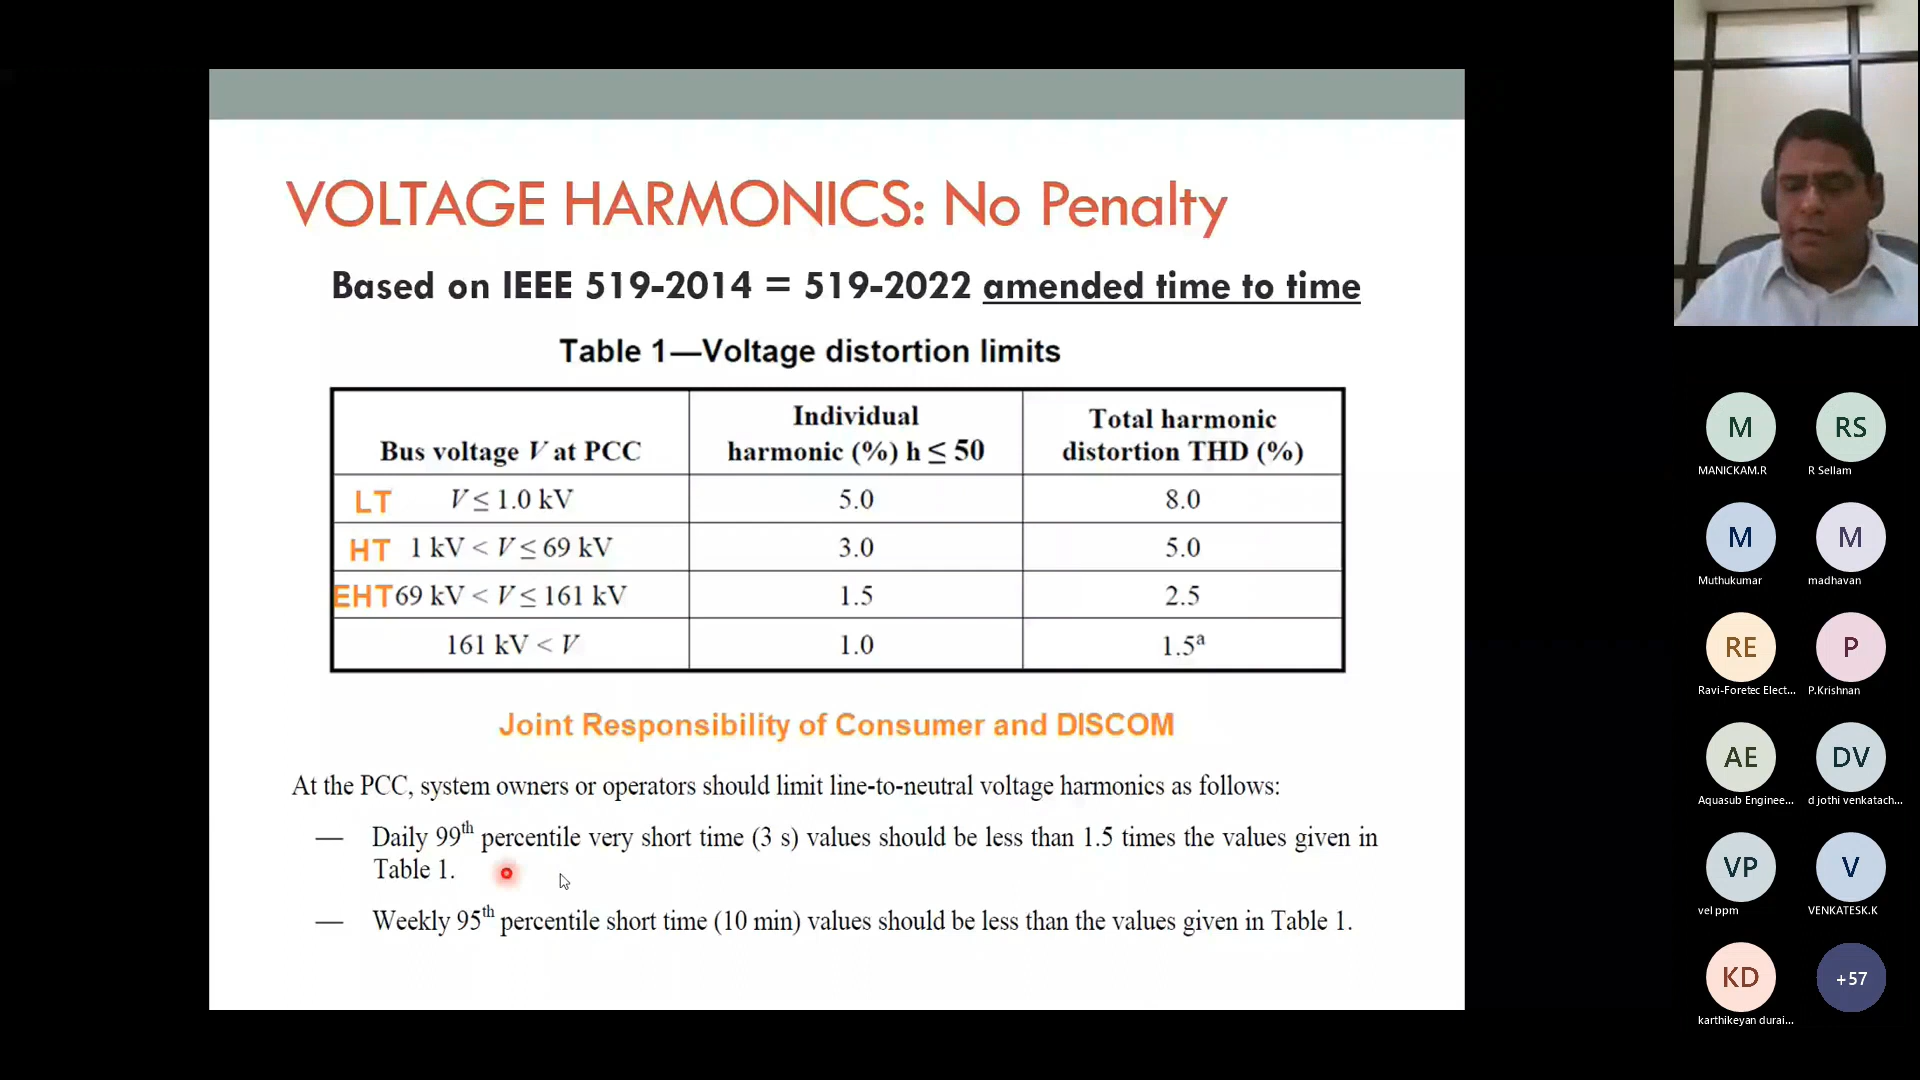 VOLTAGE HARMONICS: No Penalty
Based on IEEE 519-2014 = 519-2022 amended time to time
Table 1—Voltage distortion limits
Bus voltage V at PCC
Individual
harmonic (%) h ≤ 50
Total harmonic
distortion THD (%)
LT V ≤ 1.0 kV 5.0 8.0
HT 1 kV < V ≤ 69 kV 3.0 5.0
EHT 69 kV < V ≤ 161 kV 1.5 2.5
161 kV < V 1.0 1.5ᵃ
Joint Responsibility of Consumer and DISCOM
At the PCC, system owners or operators should limit line-to-neutral voltage harmonics as follows:
— Daily 99th percentile very short time (3 s) values should be less than 1.5 times the values given in
Table 1.
— Weekly 95th percentile short time (10 min) values should be less than the values given in Table 1.
M RS
MANICKAM.R R Sellam
M M
Muthukumar madhavan
RE P
Ravi-Foretec Elect... P.Krishnan
AE DV
Aquasub Enginee... d jothi venkatach...
VP V
vel ppm VENKATESK.K
KD +57
karthikeyan durai...